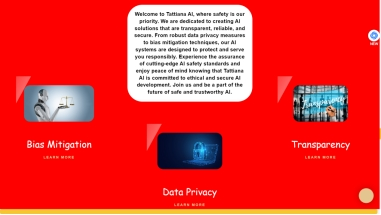 Welcome to Tattiana AI, where safety is our
priority. We are dedicated to creating AI
solutions that are transparent, reliable, and
secure. From robust data privacy measures
to bias mitigation techniques, our AI
systems are designed to protect and serve
you responsibly. Experience the assurance
of cutting-edge AI safety standards and
enjoy peace of mind knowing that Tattiana
AI is committed to ethical and secure AI
development. Join us and be a part of the
future of safe and trustworthy AI.
NEW
Transparency
Bias Mitigation
LEARN MORE
Transparency
LEARN MORE
Data Privacy
LEARN MORE